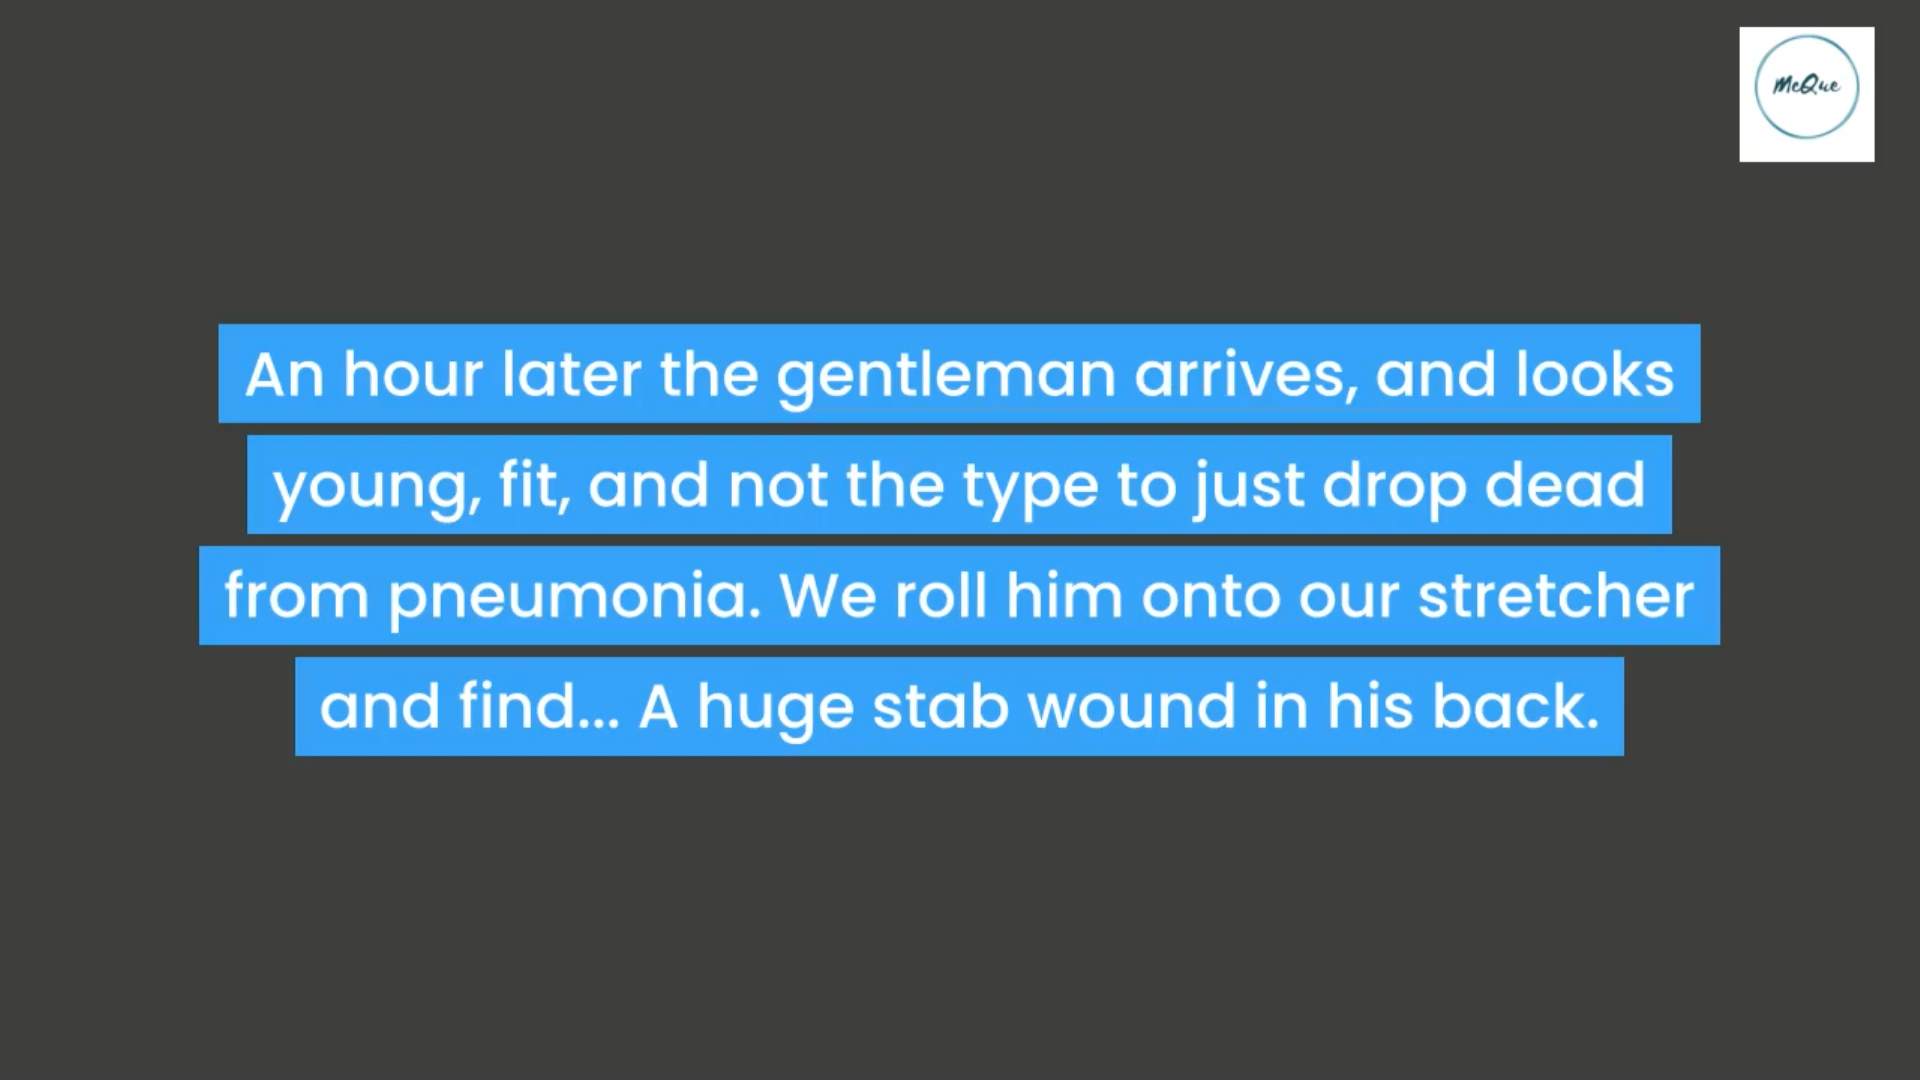 McQue
An hour later the gentleman arrives, and looks
young, fit, and not the type to just drop dead
from pneumonia. We roll him onto our stretcher
and find... A huge stab wound in his back.